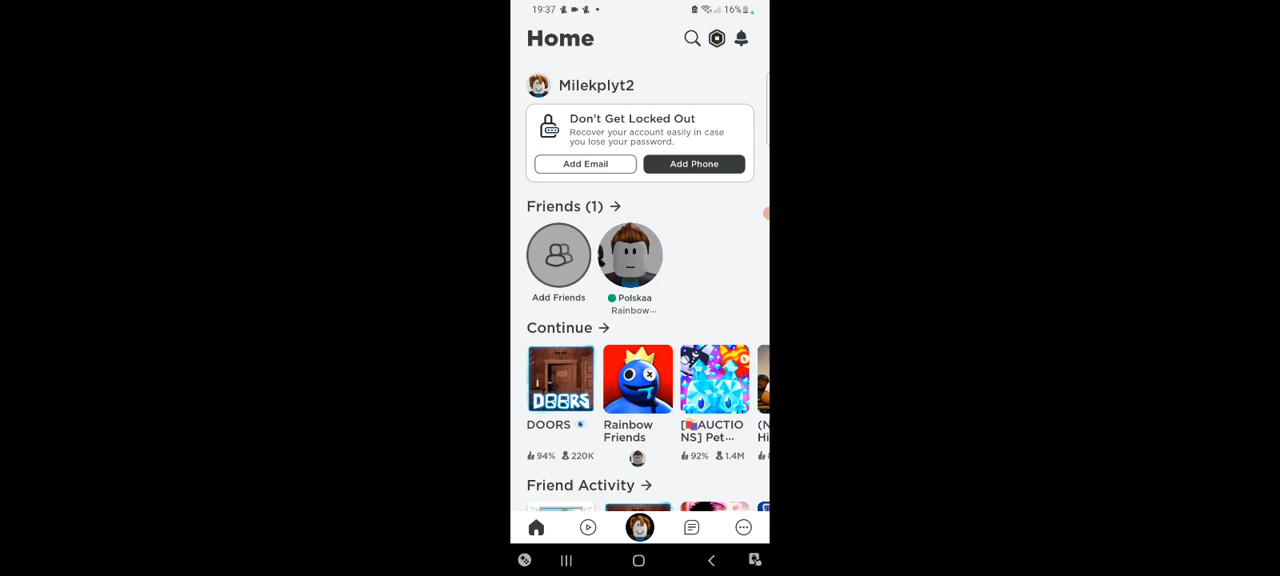 19:37
16%
Home
Milekplyt2
Don't Get Locked Out
Recover your account easily in case
you lose your password.
Add Email
Add Phone
Friends (1) →
Add Friends
Polskaa
Rainbow...
Continue →
DOORS
DOORS
Rainbow
Friends
[🛍️AUCTIO
NS] Pet...
(N
Hi
94% 220K
92% 1.4M
Friend Activity →